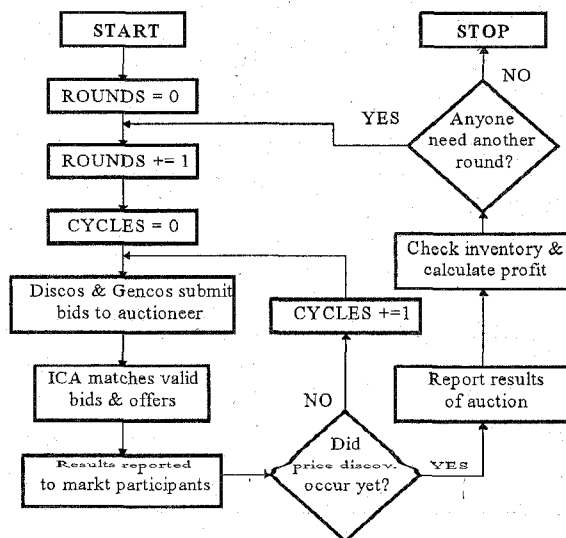 START
ROUNDS = 0
ROUNDS += 1
CYCLES = 0
Discos & Gencos submit
bids to auctioneer
ICA matches valid
bids & offers
Results reported
to markt participants
Did
price discov.
occur yet?
NO
CYCLES +=1
YES
Report results
of auction
Check inventory &
calculate profit
Anyone
need another
round?
YES
NO
STOP